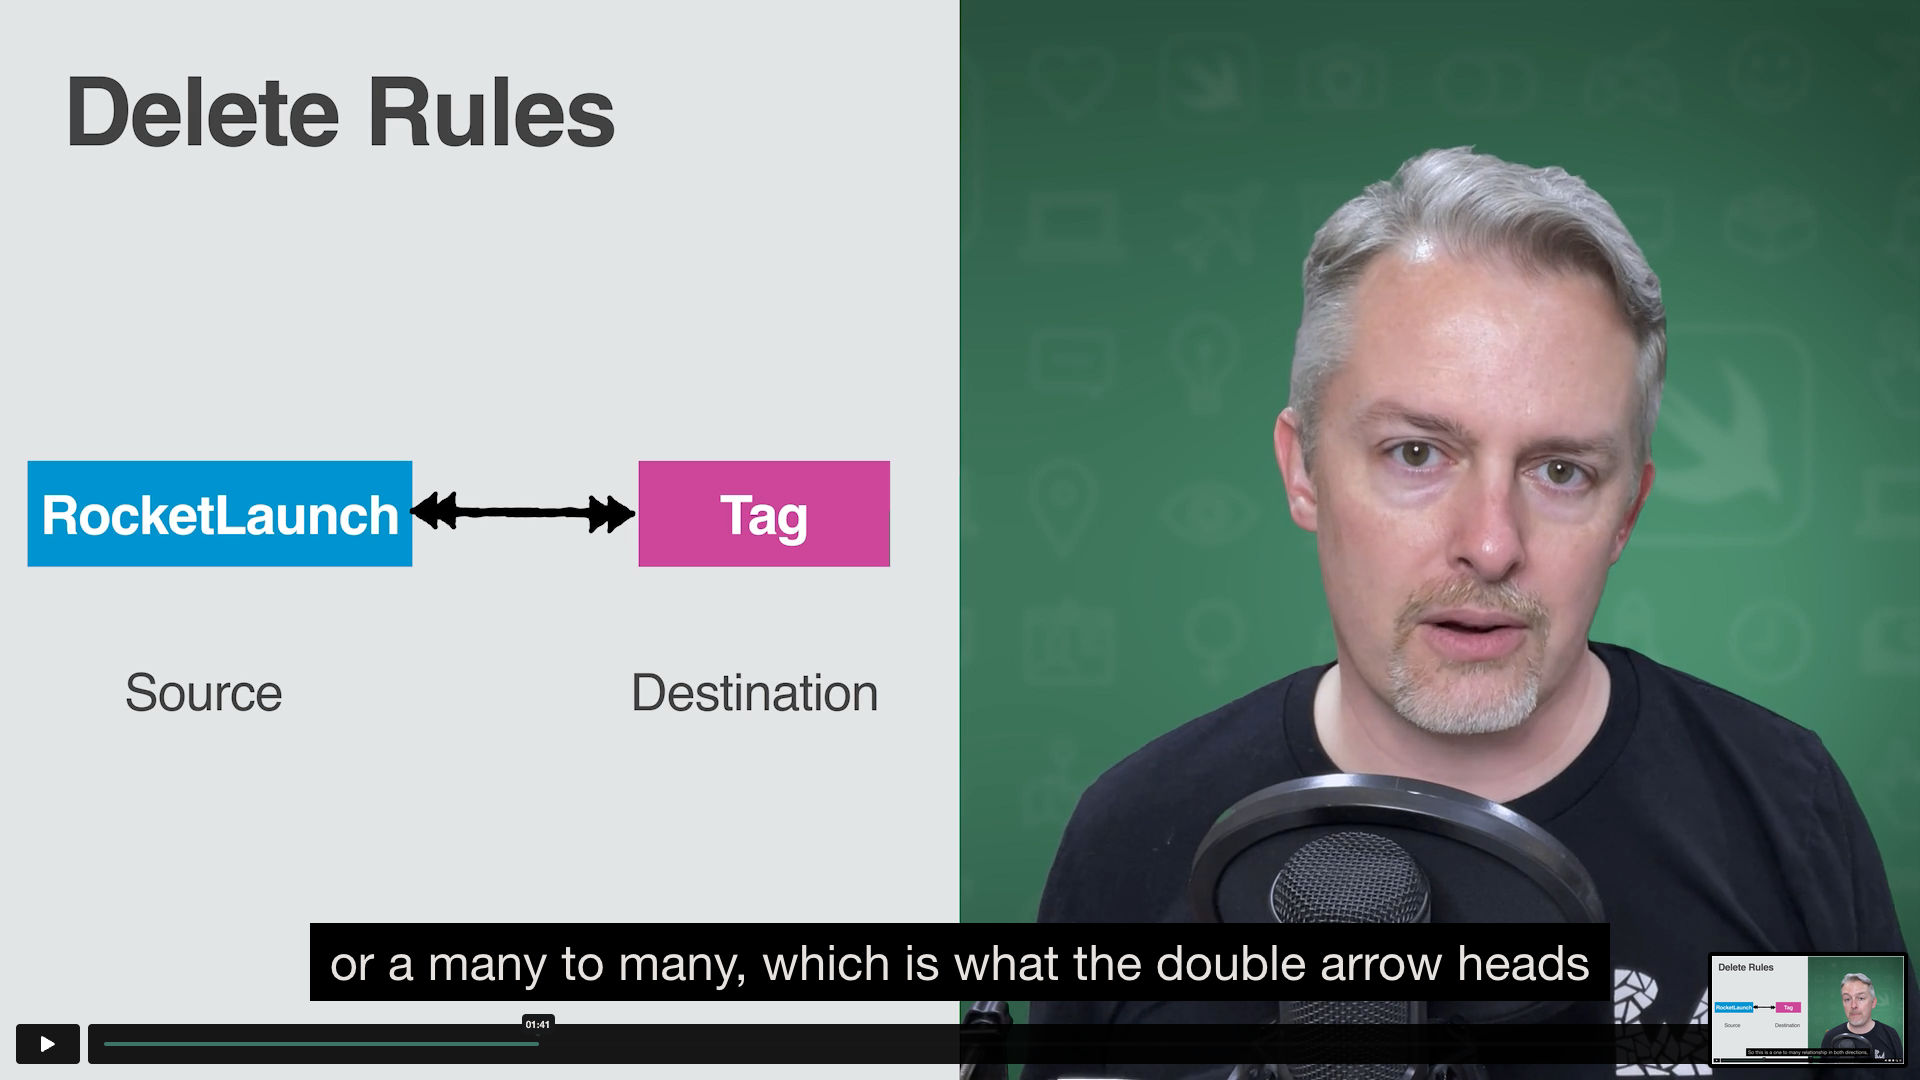 Delete Rules
RocketLaunch
Tag
Source
Destination
or a many to many, which is what the double arrow heads
01:41
Delete Rules
RocketLaunch
Tag
Source
Destination
So this is a one to many relationship in both directions,